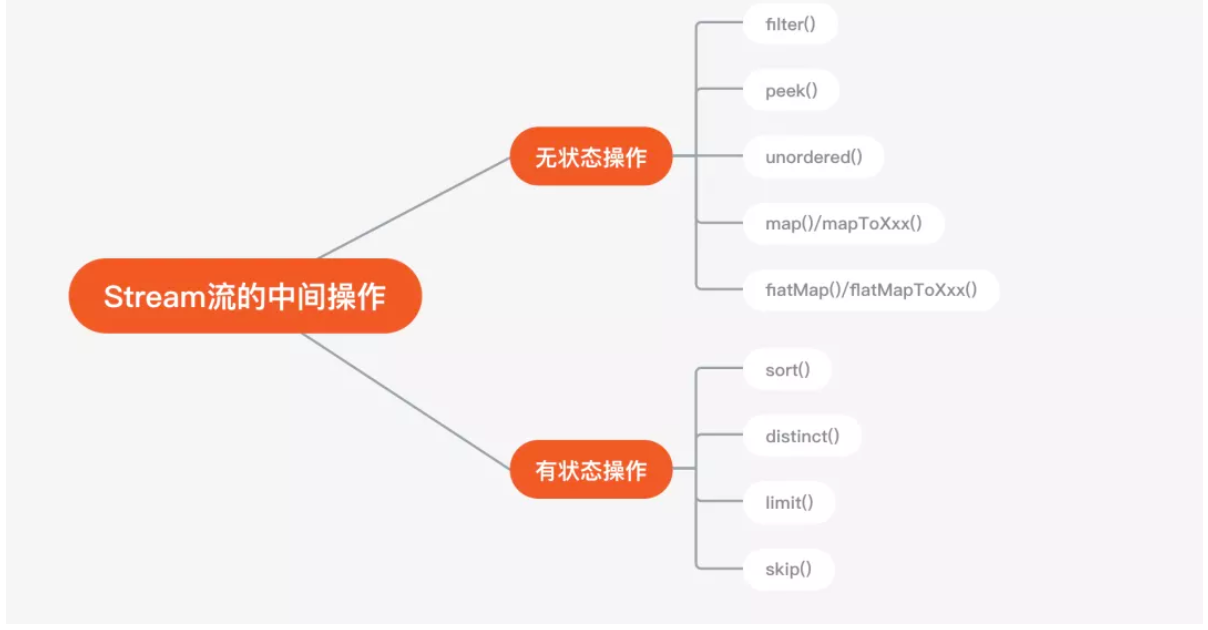 filter()
peek()
无状态操作
unordered()
map()/mapToXxx()
fiatMap()/flatMapToXxx()
Stream流的中间操作
sort()
distinct()
有状态操作
limit()
skip()